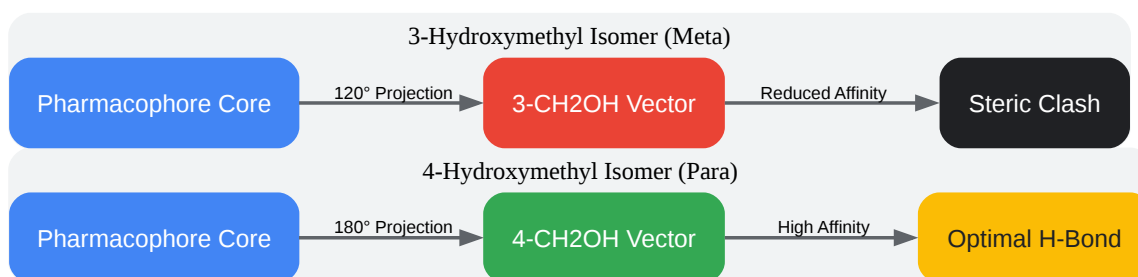 3-Hydroxymethyl Isomer (Meta)
Pharmacophore Core
120° Projection
3-CH2OH Vector
Reduced Affinity
Steric Clash
4-Hydroxymethyl Isomer (Para)
Pharmacophore Core
180° Projection
4-CH2OH Vector
High Affinity
Optimal H-Bond